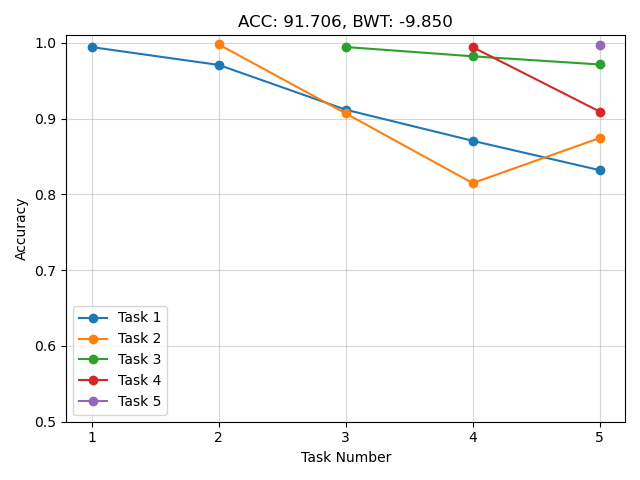 ACC: 91.706, BWT: -9.850
1.0
0.9
0.8
0.7
0.6
0.5
Accuracy
Task 1
Task 2
Task 3
Task 4
Task 5
1 2 3 4 5
Task Number